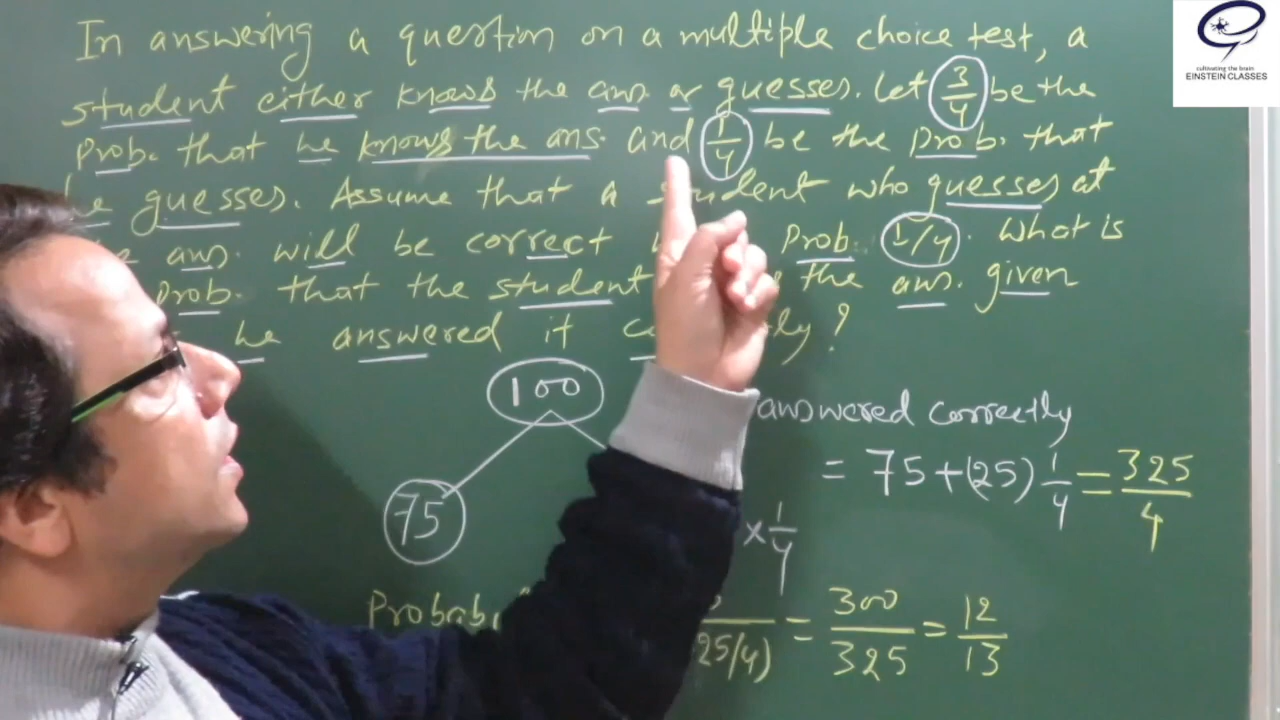 In answering a question on a multiple choice test, a
student either knows the ans or guesses. Let 3/4 be the
Prob. that he knows the ans. and 1/4 be the prob. that
guesses. Assume that a student who guesses at
ans. will be correct Prob. 1/4. What is
Prob. that the student the ans. given
he answered it ?
100
answered correctly
75
= 75+(25) 1/4 = 325/4
× 1/4
= 300/325 = 12/13
cultivating the brain
EINSTEIN CLASSES